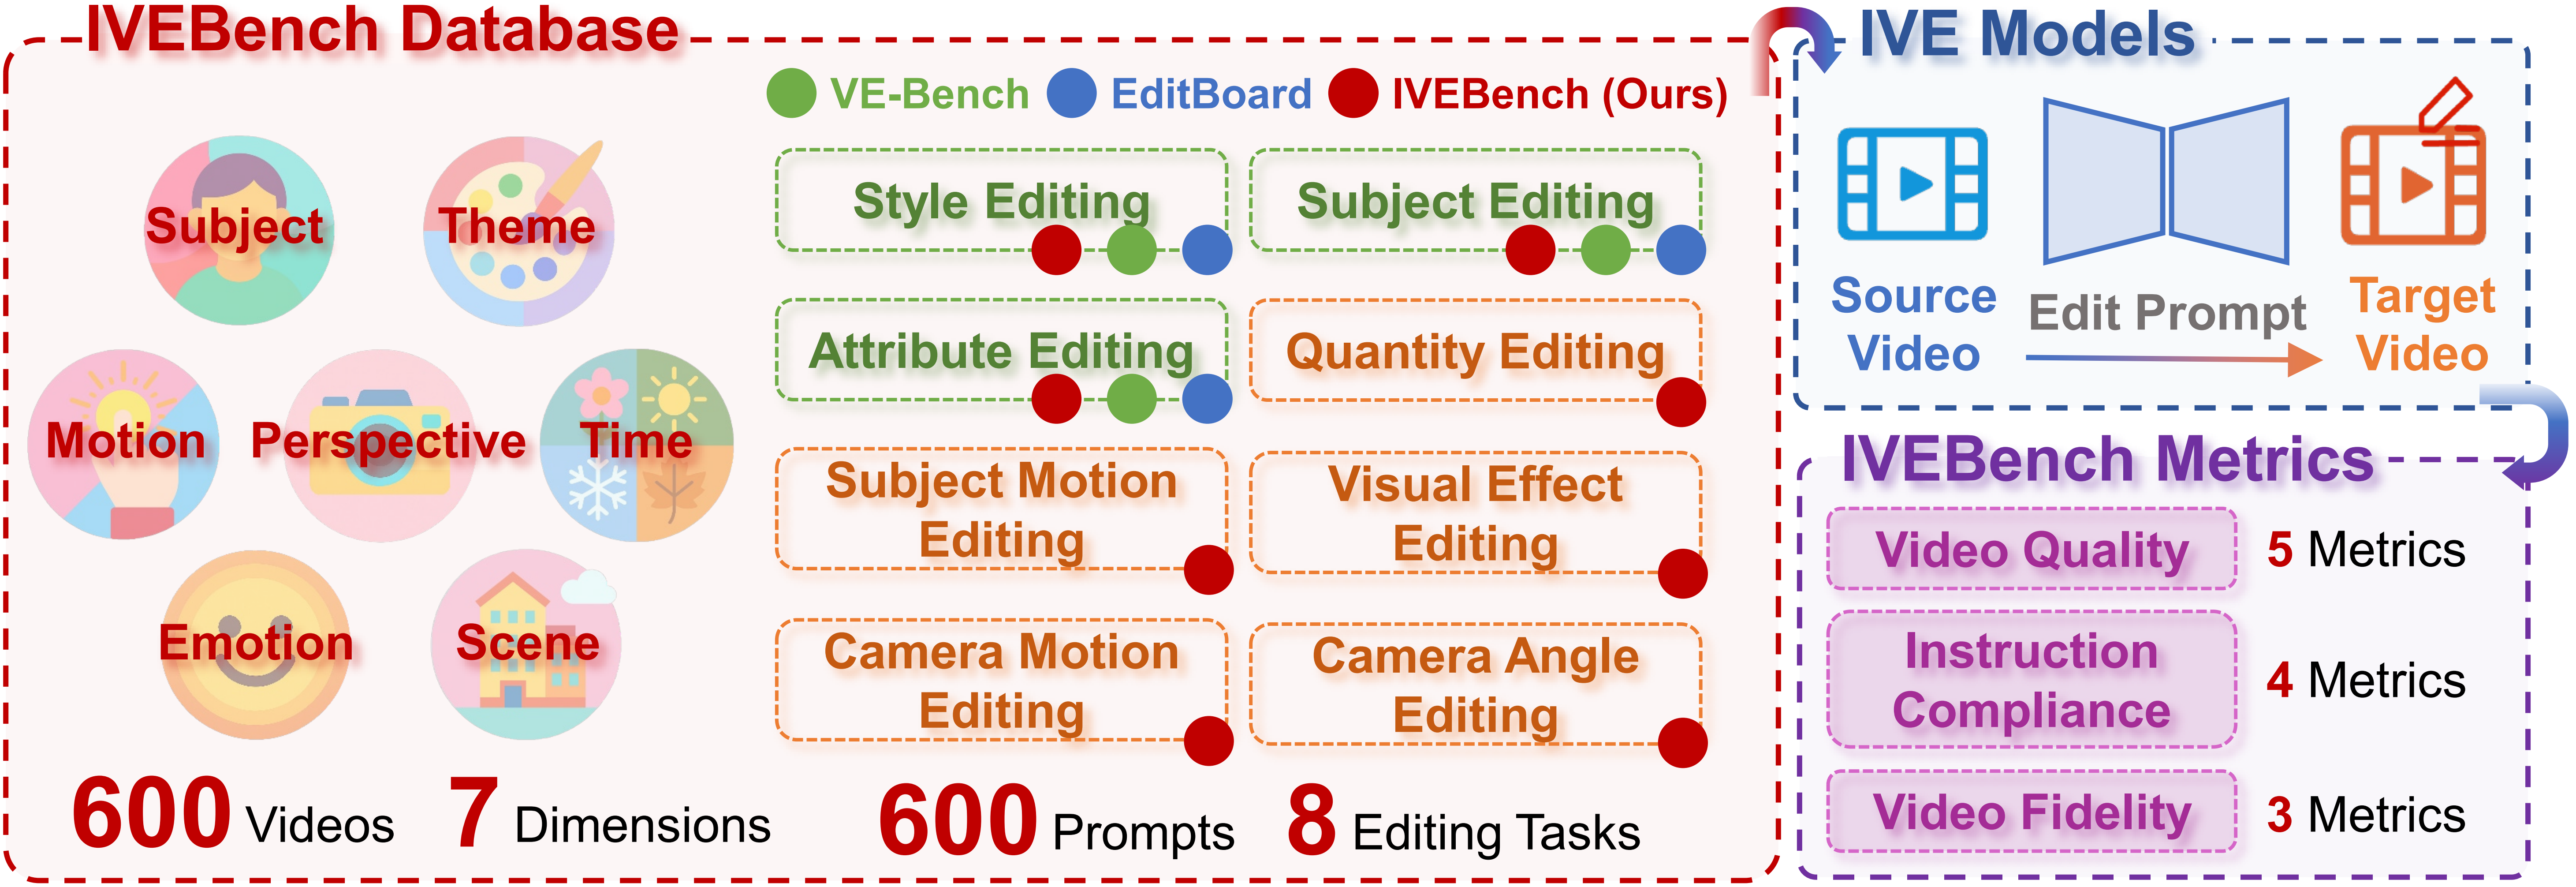 IVEBench Database
VE-Bench
EditBoard
IVEBench (Ours)
Subject
Theme
Motion
Perspective
Time
Emotion
Scene
600 Videos
7 Dimensions
Style Editing
Subject Editing
Attribute Editing
Quantity Editing
Subject Motion
Editing
Visual Effect
Editing
Camera Motion
Editing
Camera Angle
Editing
600 Prompts
8 Editing Tasks
IVE Models
Source
Video
Edit Prompt
Target
Video
IVEBench Metrics
Video Quality
5 Metrics
Instruction
Compliance
4 Metrics
Video Fidelity
3 Metrics